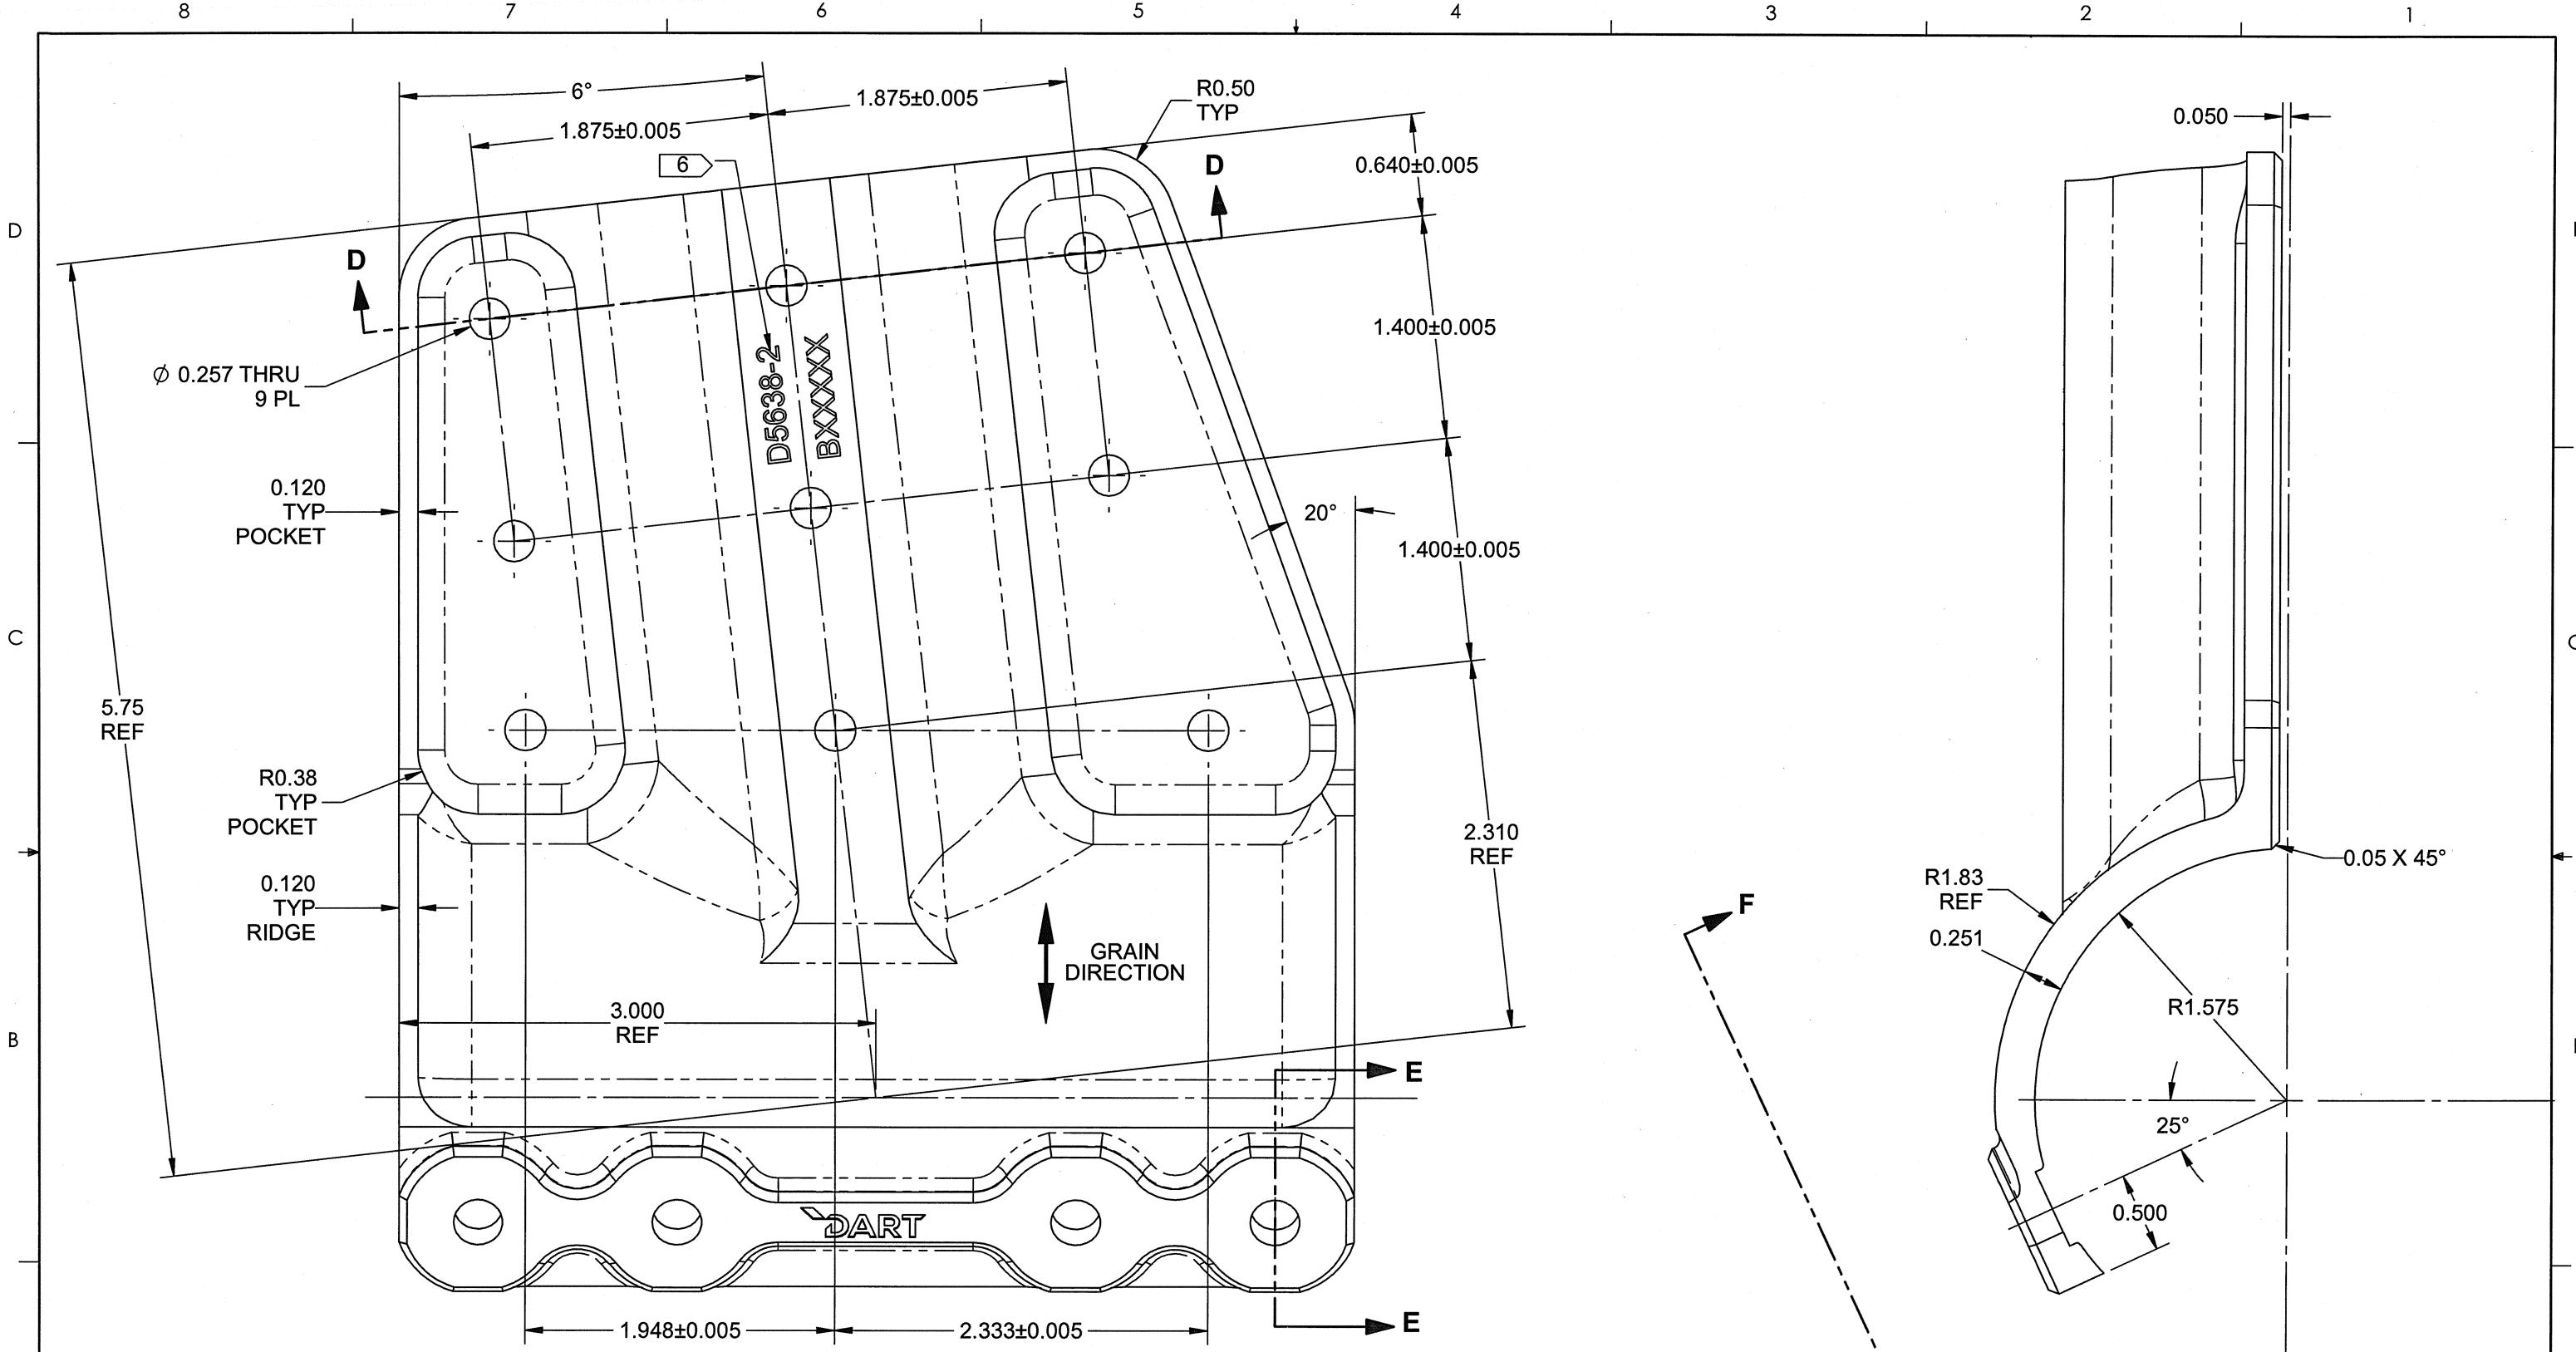 8
7
6
5
4
3
2
1
6°
1.875±0.005
1.875±0.005
R0.50
TYP
0.050
6
D
0.640±0.005
D
D
1.400±0.005
Ø 0.257 THRU
9 PL
D5638-2
BXXXXX
0.120
TYP
POCKET
20°
1.400±0.005
C
5.75
REF
R0.38
TYP
POCKET
2.310
REF
0.05 X 45°
R1.83
REF
0.120
TYP
RIDGE
F
0.251
GRAIN
DIRECTION
R1.575
3.000
REF
B
E
25°
0.500
DART
1.948±0.005
2.333±0.005
E